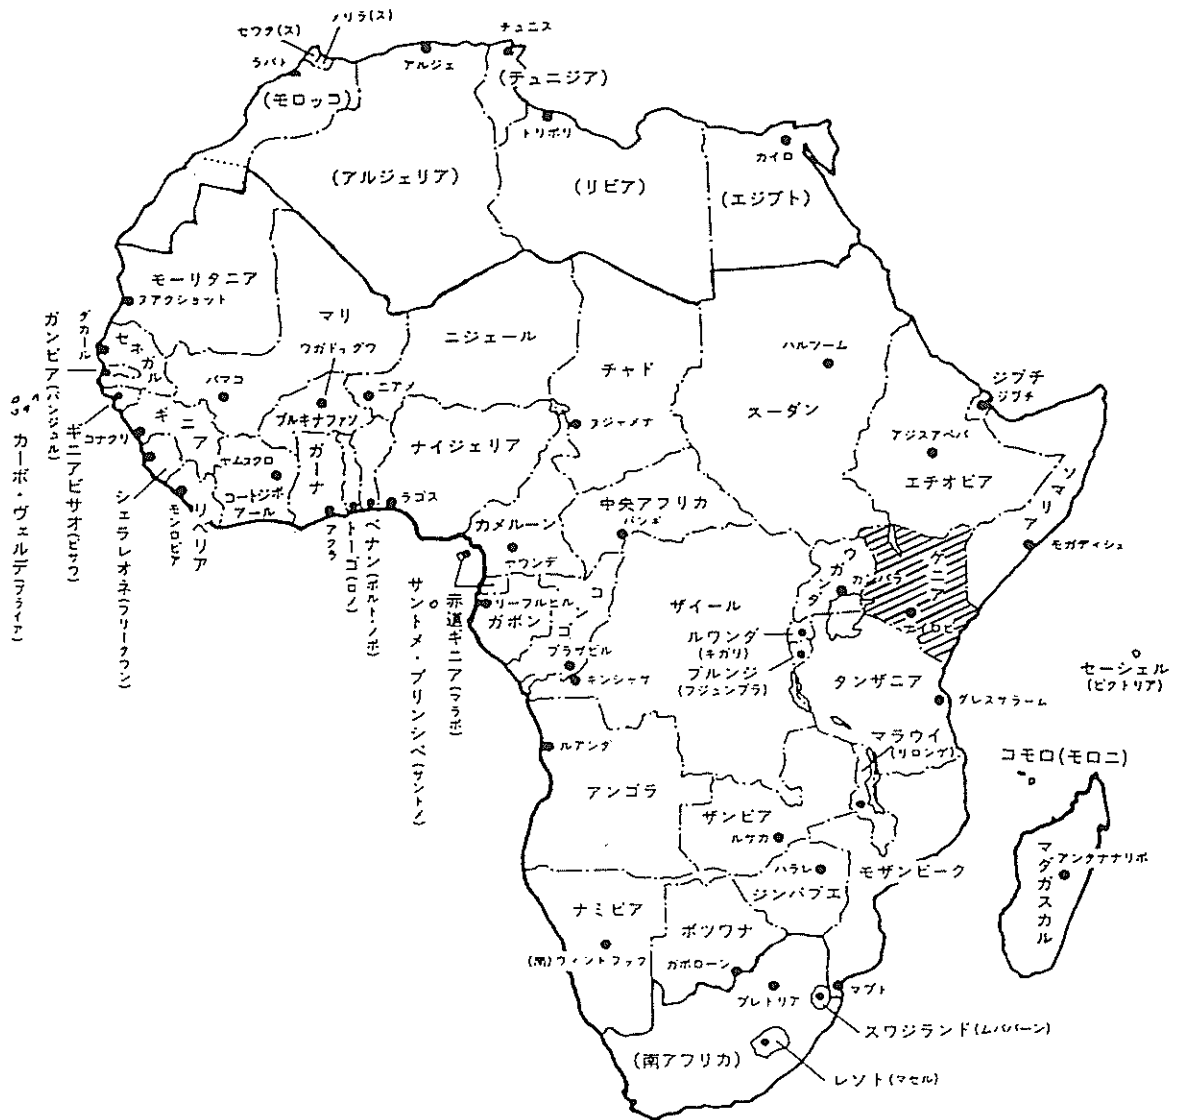 セウタ(ス)
メリラ(ス)
チュニス
ラバト
アルジェ
(チュニジア)
(モロッコ)
トリポリ
カイロ
(アルジェリア)
(リビア)
(エジプト)
モーリタニア
ヌアクショット
マリ
ニジェール
チャド
ハルツーム
スーダン
ジブチ
ジブチ
ダカール
セネガル
ガンビア(バンジュル)
バマコ
ワガドゥグウ
ニアメ
ブルキナファソ
ナイジェリア
ヌジャメナ
アジスアベバ
エチオピア
ソマリア
カーボ・ヴェルデ(プライア)
ギニアビサオ(ビサウ)
コナクリ
ギニア
ヤムスクロ
コートジボアール
ガーナ
ラゴス
中央アフリカ
バンギ
カメルーン
ヤウンデ
シェラレオネ(フリータウン)
モンロビア
リベリア
アクラ
トーゴ(ロメ)
ベナン(ポルト・ノボ)
モガディシュ
ウガンダ
カンパラ
ケニア
ナイロビ
サントメ・プリンシペ(サントメ)
赤道ギニア(マラボ)
リーブルビル
ガボン
コンゴ
ブラザビル
キンシャサ
ザイール
ルワンダ
(キガリ)
ブルンジ
(ブジュンブラ)
タンザニア
ダレスサラーム
セーシェル
(ビクトリア)
ルアンダ
マラウイ
(リロングゲ)
コモロ(モロニ)
アンゴラ
ザンビア
ルサカ
ハラレ
ジンバブエ
モザンビーク
マダガスカル
アンタナナリボ
ナミビア
(南)ウィントフック
ボツワナ
ガボローン
プレトリア
マプト
スワジランド(ムババーン)
(南アフリカ)
レソト(マセル)